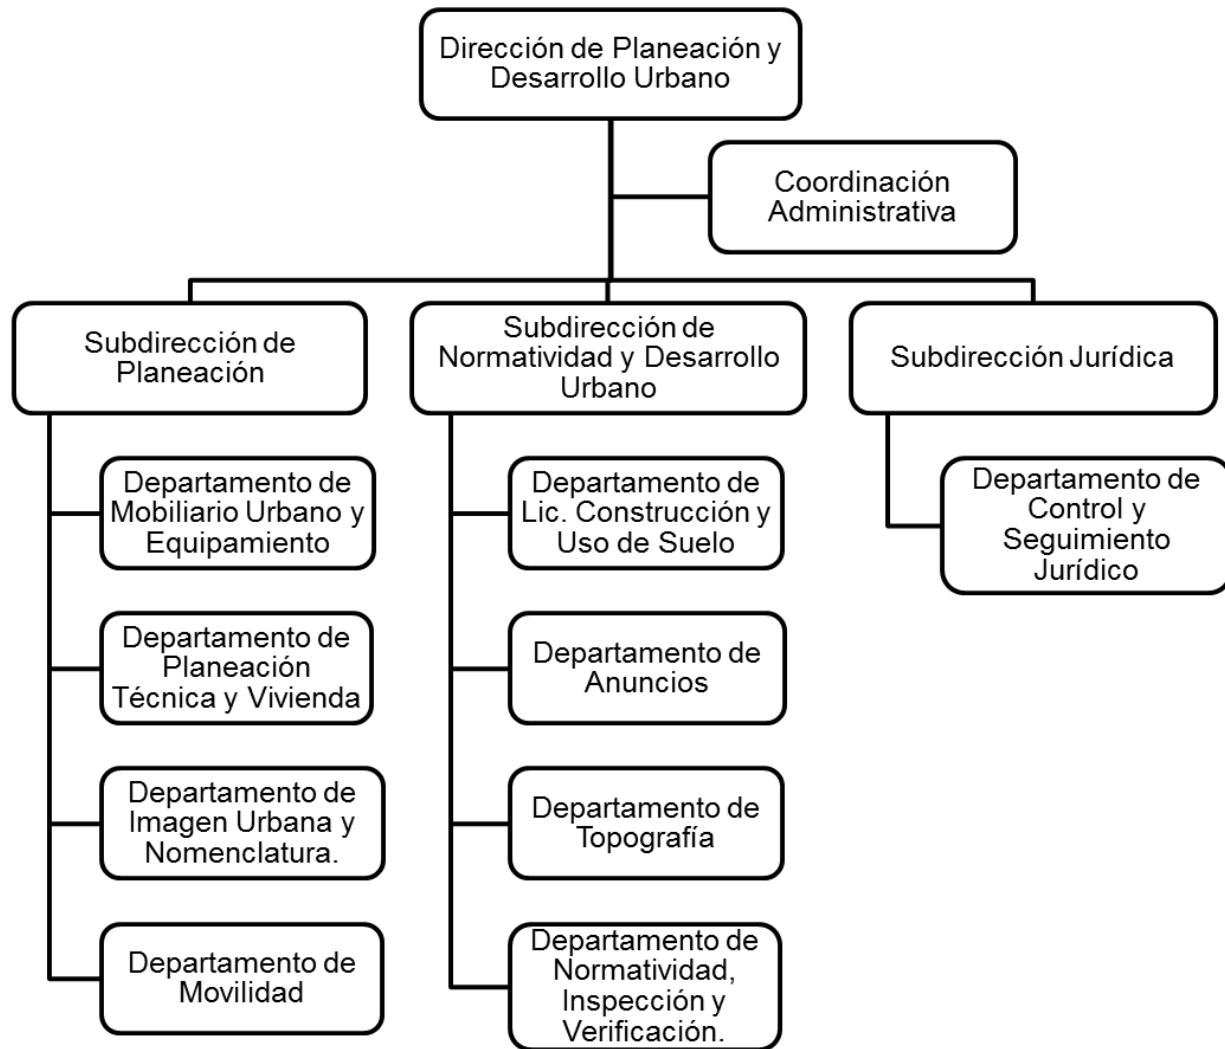 Dirección de Planeación y
Desarrollo Urbano
Coordinación
Administrativa
Subdirección de
Planeación
Subdirección de
Normatividad y Desarrollo
Urbano
Subdirección Jurídica
Departamento de
Mobiliario Urbano y
Equipamiento
Departamento de
Planeación
Técnica y Vivienda
Departamento de
Imagen Urbana y
Nomenclatura.
Departamento de
Movilidad
Departamento de
Lic. Construcción y
Uso de Suelo
Departamento de
Anuncios
Departamento de
Topografía
Departamento de
Normatividad,
Inspección y
Verificación.
Departamento de
Control y
Seguimiento
Jurídico